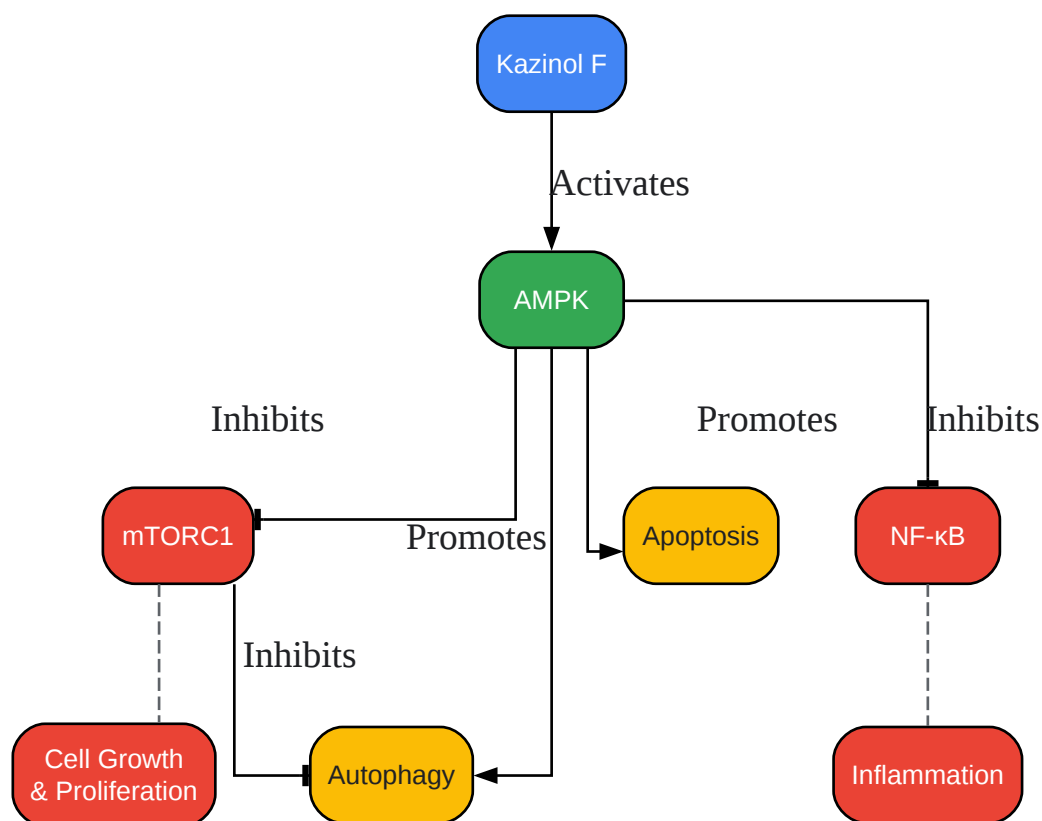 Kazinol F
Activates
AMPK
Inhibits
Promotes
Inhibits
mTORC1
Promotes
Apoptosis
NF-κB
Inhibits
Cell Growth
& Proliferation
Autophagy
Inflammation